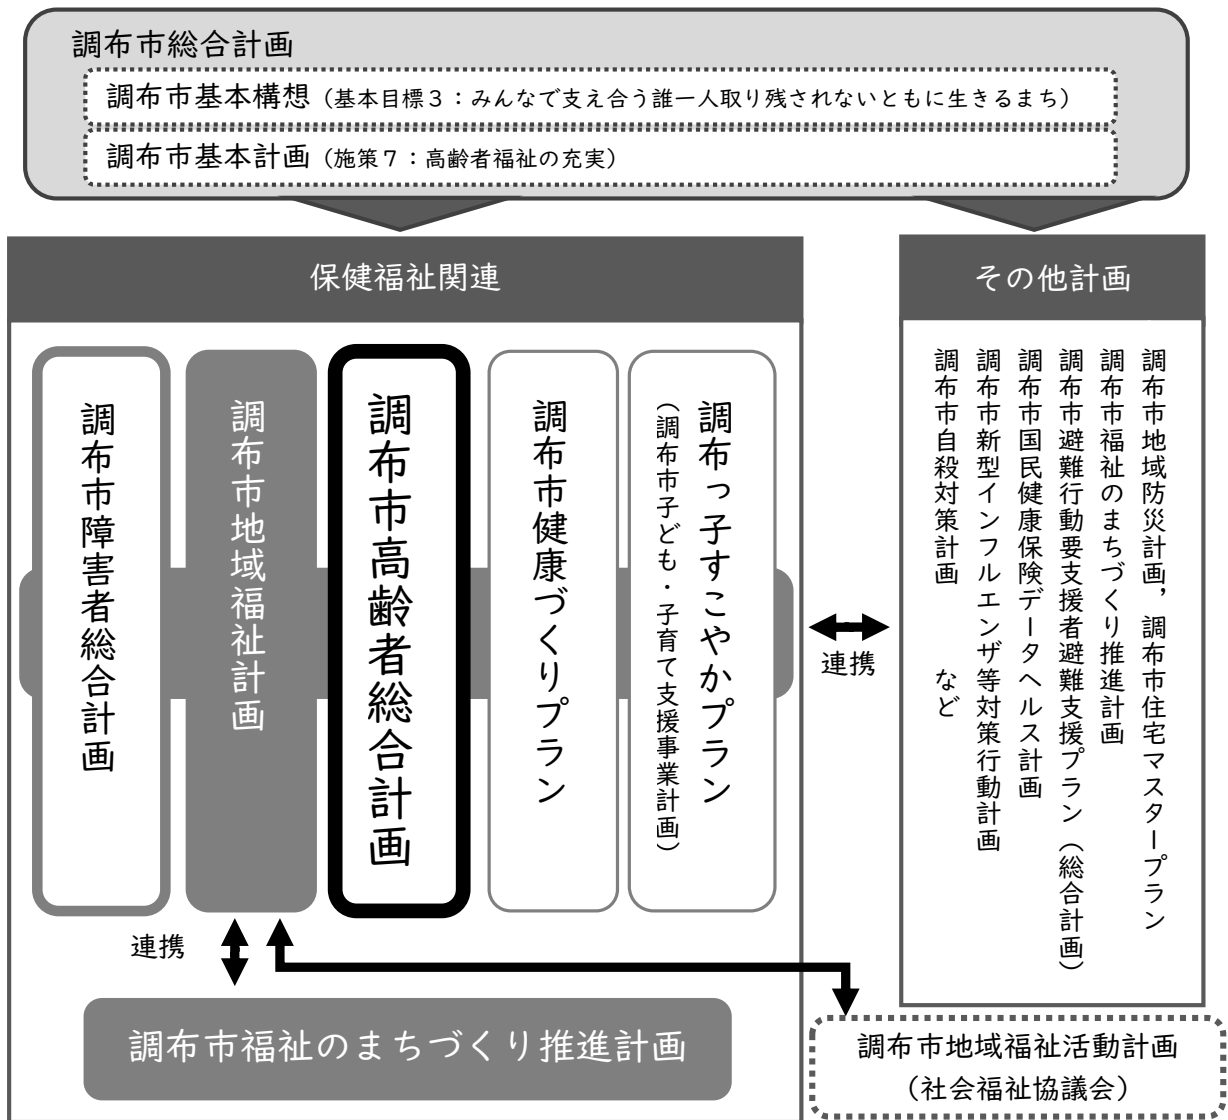 調布市総合計画
調布市基本構想（基本目標３：みんなで支え合う誰一人取り残されないともに生きるまち）
調布市基本計画（施策７：高齢者福祉の充実）
保健福祉関連
調布市障害者総合計画
調布市地域福祉計画
調布市高齢者総合計画
調布市健康づくりプラン
調布っ子すこやかプラン
（調布市子ども・子育て支援事業計画）
連携
調布市福祉のまちづくり推進計画
連携
その他計画
調布市地域防災計画，調布市住宅マスタープラン
調布市福祉のまちづくり推進計画
調布市避難行動要支援者避難支援プラン（総合計画）
調布市国民健康保険データヘルス計画
調布市新型インフルエンザ等対策行動計画
調布市自殺対策計画　　　など
調布市地域福祉活動計画
（社会福祉協議会）